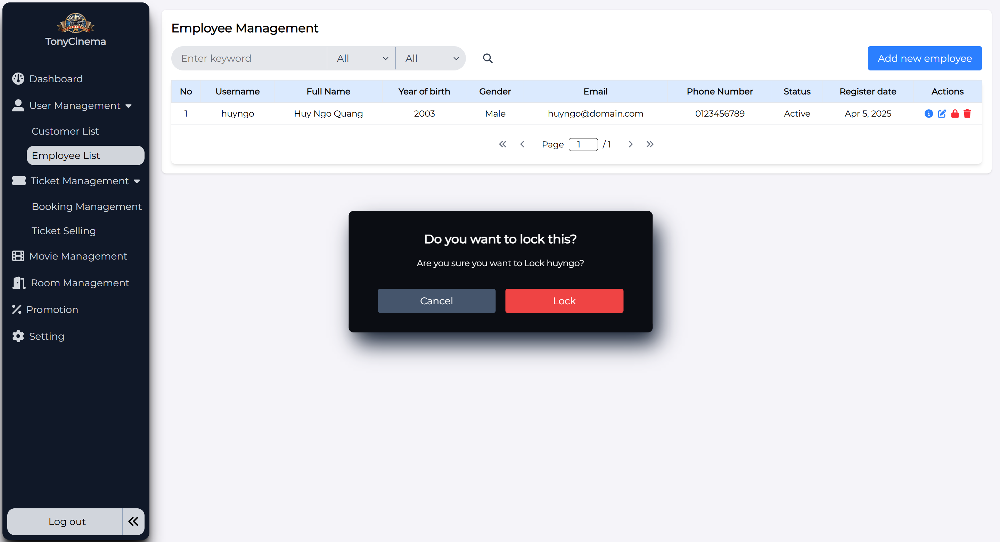 TonyCinema
Dashboard
User Management
Customer List
Employee List
Ticket Management
Booking Management
Ticket Selling
Movie Management
Room Management
Promotion
Setting
Log out
Employee Management
Enter keyword All All
Add new employee
No Username Full Name Year of birth Gender Email Phone Number Status Register date Actions
1 huyngo Huy Ngo Quang 2003 Male huyngo@domain.com 0123456789 Active Apr 5, 2025
Page 1 / 1
Do you want to lock this?
Are you sure you want to Lock huyngo?
Cancel Lock